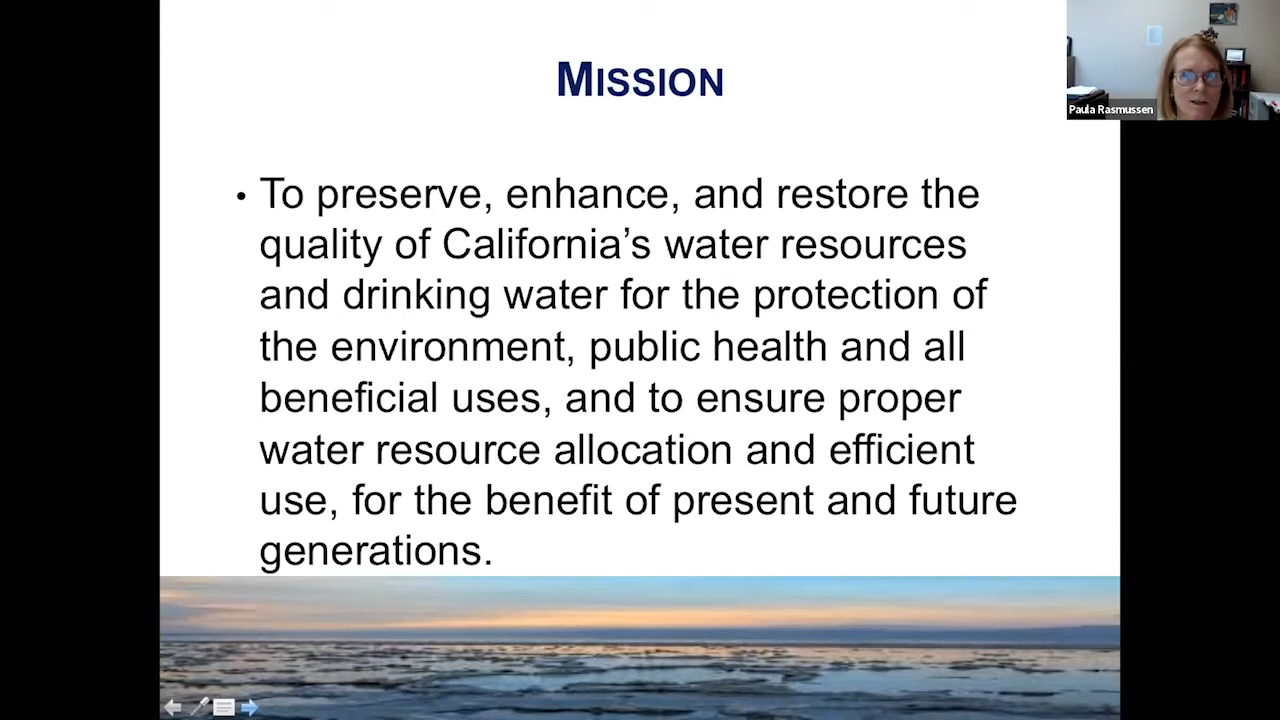 MISSION
Paula Rasmussen
• To preserve, enhance, and restore the
quality of California’s water resources
and drinking water for the protection of
the environment, public health and all
beneficial uses, and to ensure proper
water resource allocation and efficient
use, for the benefit of present and future
generations.